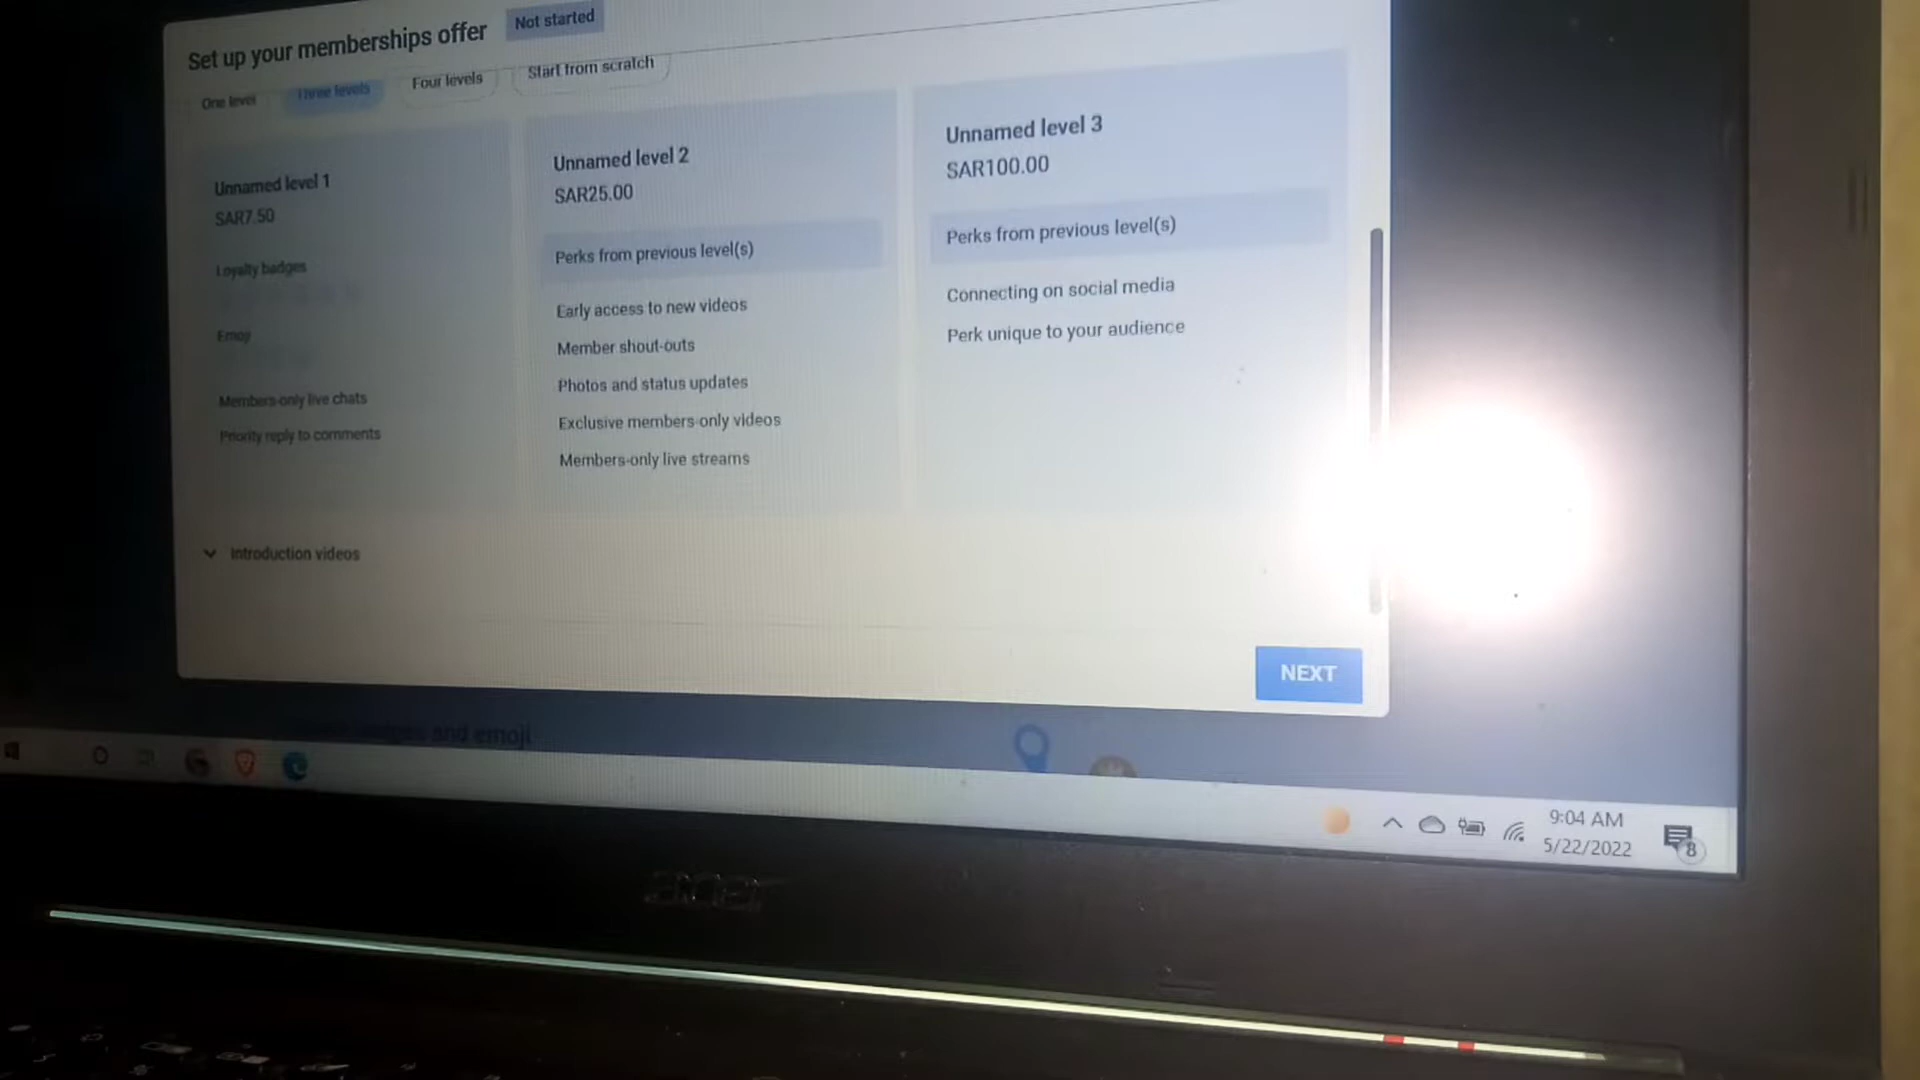 Set up your memberships offer
Not started
One level
Three levels
Four levels
Start from scratch
Unnamed level 1
SAR7.50
Loyalty badges
Emoji
Members-only live chats
Priority reply to comments
Unnamed level 2
SAR25.00
Perks from previous level(s)
Early access to new videos
Member shout-outs
Photos and status updates
Exclusive members-only videos
Members-only live streams
Unnamed level 3
SAR100.00
Perks from previous level(s)
Connecting on social media
Perk unique to your audience
Introduction videos
NEXT
and emoji
9:04 AM
5/22/2022
8
acer